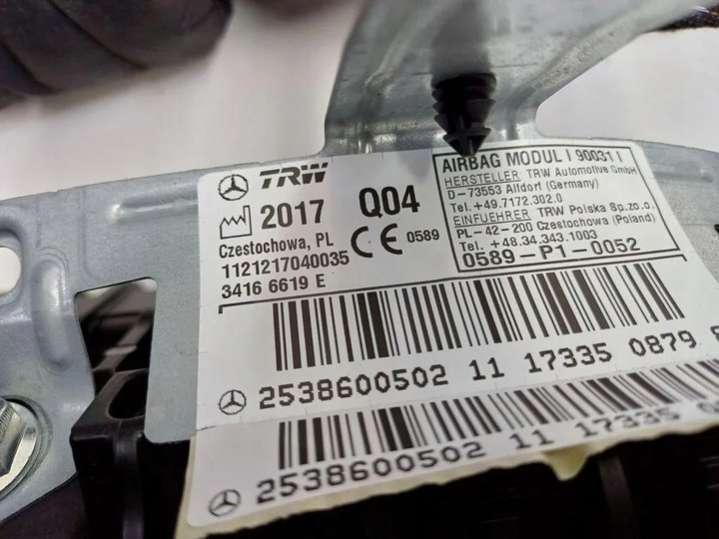 TRW
2017 Q04
Czestochowa, PL
1121217040035
3416 6619 E
CE 0589
AIRBAG MODUL I 90031 I
HERSTELLER TRW Automotive GmbH
D-73553 Alfdorf (Germany)
Tel.+49.7172.302.0
EINFUEHRER TRW Polska Sp.zo.o.
PL-42-200 Czestochowa (Poland)
Tel.+48.34.343.1003
0589-P1-0052
2538600502 11 17335 0879
2538600502 11 17335